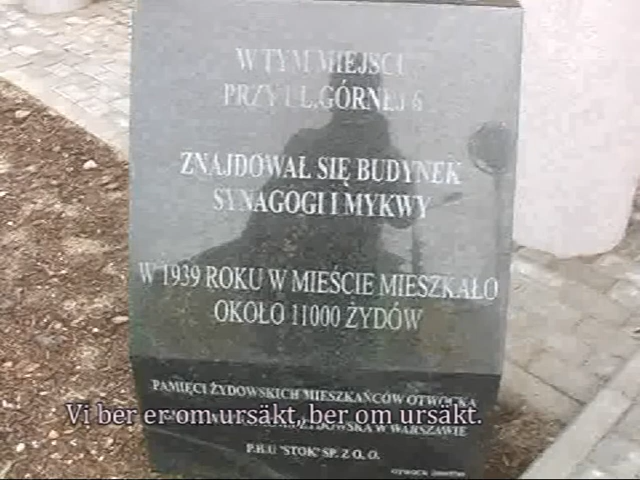 W TYM MIEJSCU
PRZY UL.GÓRNEJ 6
ZNAJDOWAŁ SIĘ BUDYNEK
SYNAGOGI I MYKWY
W 1939 ROKU W MIEŚCIE MIESZKAŁO
OKOŁO 11000 ŻYDÓW
PAMIĘCI ŻYDOWSKICH MIESZKAŃCÓW OTWOCKA
Vi ber er om ursäkt, ber om ursäkt.
ŻYDOWSKA W WARSZAWIE
P.H.U "STOK" SP. Z O. O.